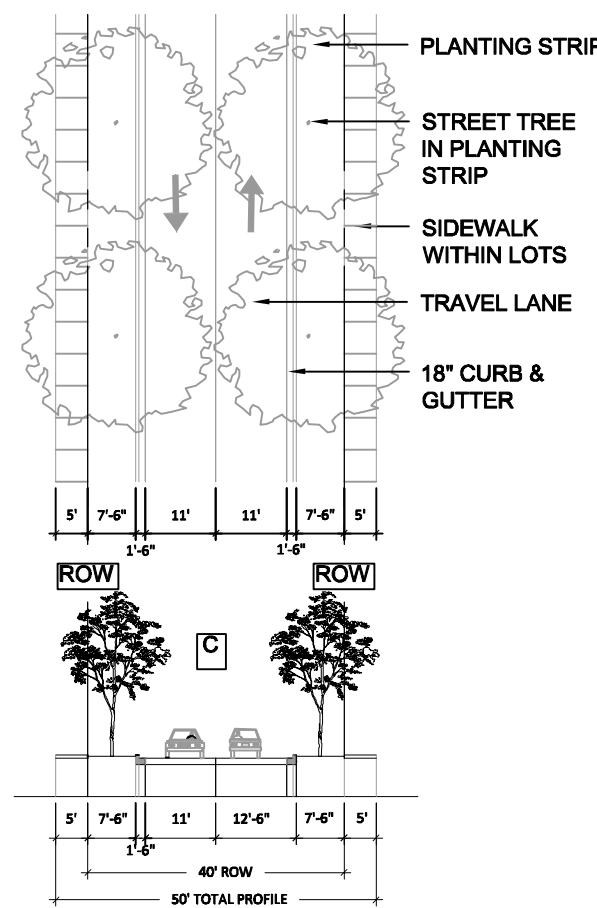 PLANTING STRIP
STREET TREE
IN PLANTING
STRIP
SIDEWALK
WITHIN LOTS
TRAVEL LANE
18" CURB &
GUTTER
5' 7'-6" 11' 11' 7'-6" 5'
1'-6" 1'-6"
ROW ROW
C
5' 7'-6" 11' 12'-6" 7'-6" 5'
1'-6"
40' ROW
50' TOTAL PROFILE